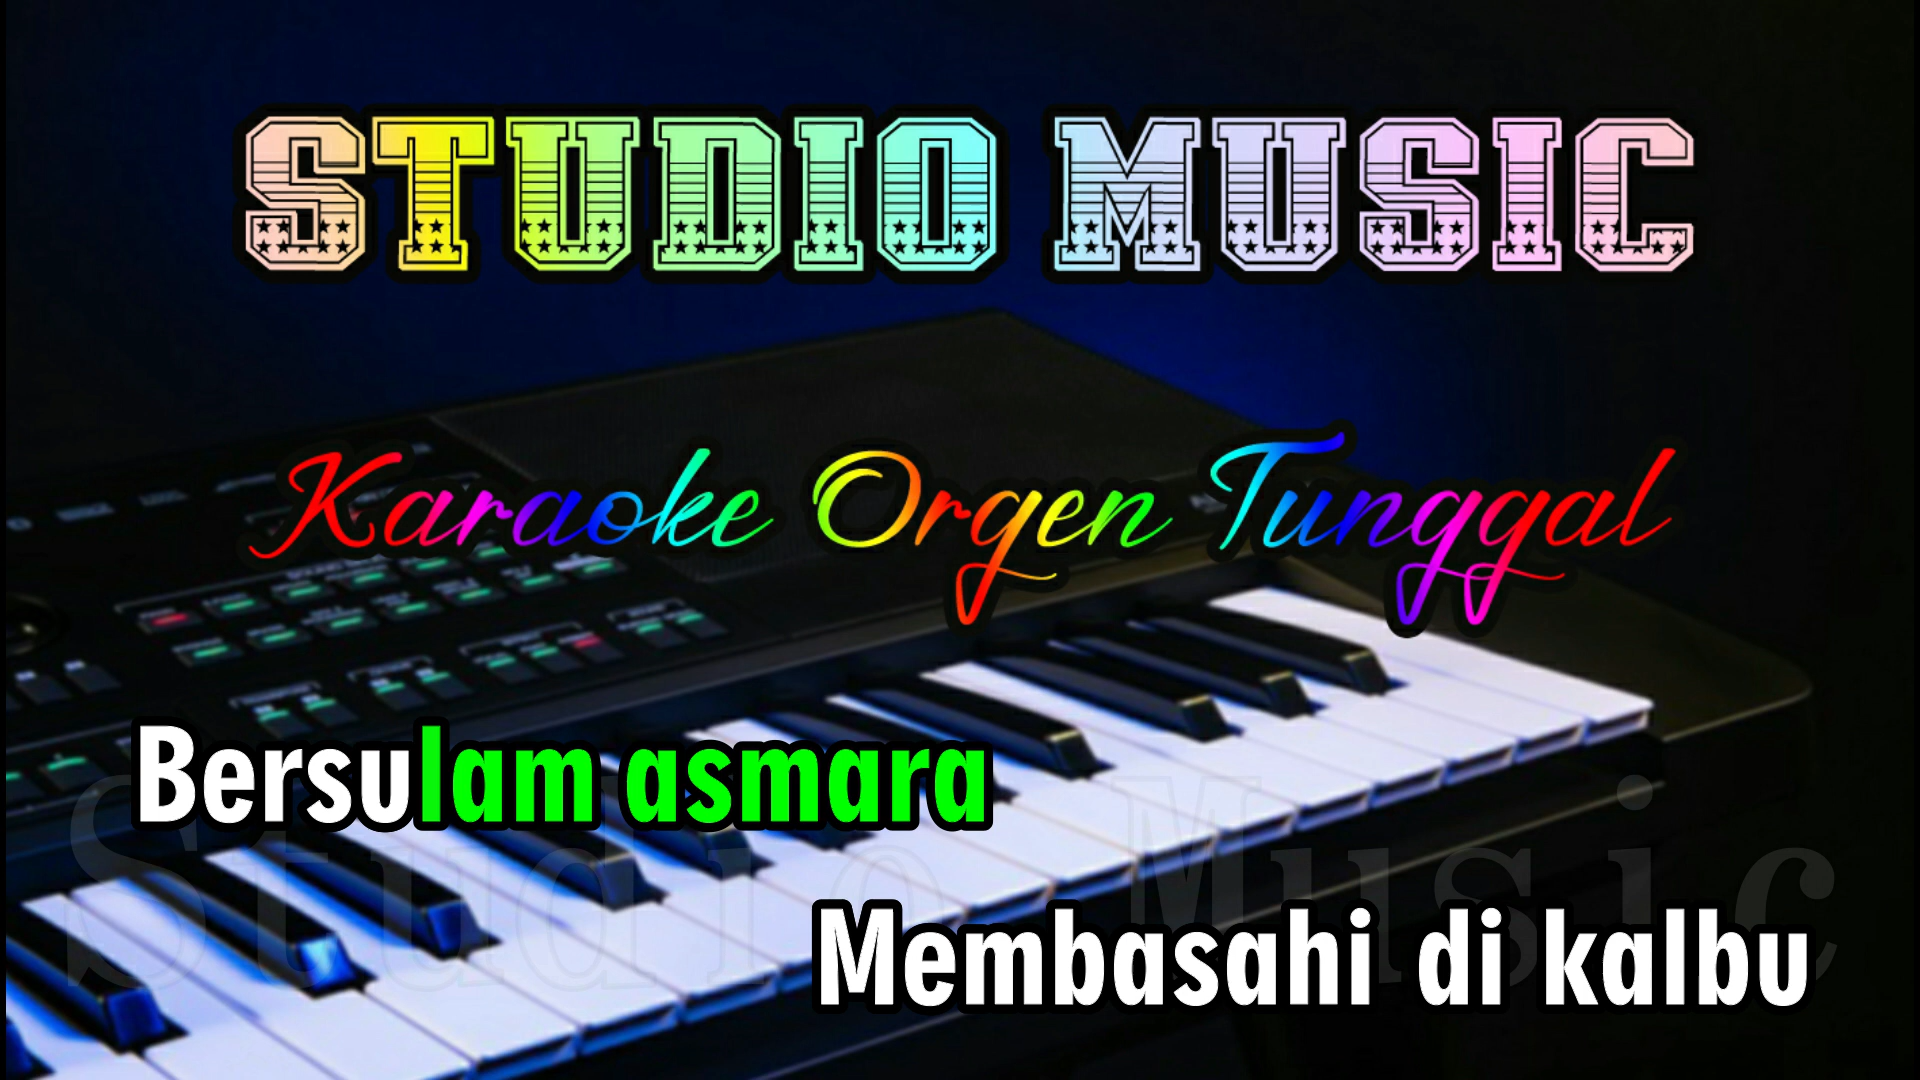 STUDIO MUSIC
Karaoke Orgen Tunggal
Bersulam asmara
Studio Music
Membasahi di kalbu